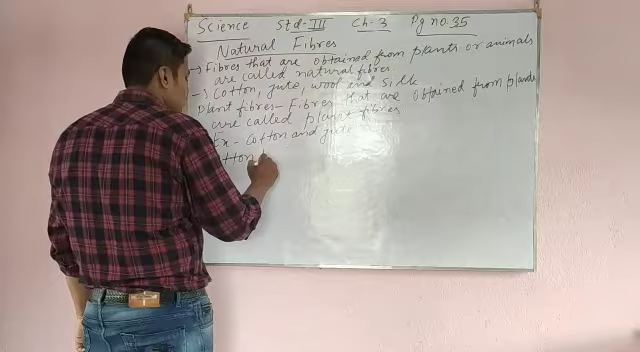 Science Std-III Ch-3 Pg no.35
Natural Fibres
→ Fibres that are obtained from plants or animals
are called natural fibres.
→ Cotton, jute, wool and silk
Plant fibres - Fibres that are obtained from plants
are called plant fibres
Ex - Cotton and jute
otton